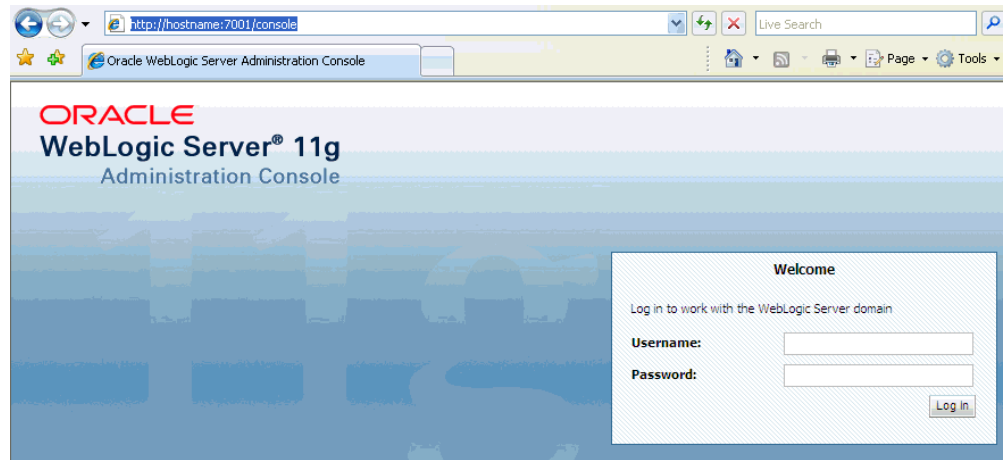 http://hostname:7001/console
Live Search
Oracle WebLogic Server Administration Console
Page
Tools
ORACLE
WebLogic Server® 11g
Administration Console
Welcome
Log in to work with the WebLogic Server domain
Username:
Password:
Log In